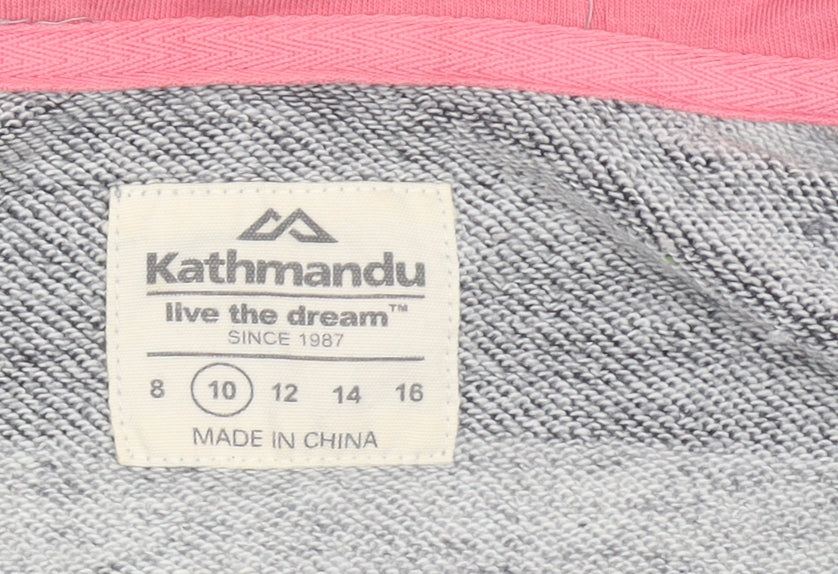 Kathmandu
live the dream™
SINCE 1987
8 10 12 14 16
MADE IN CHINA